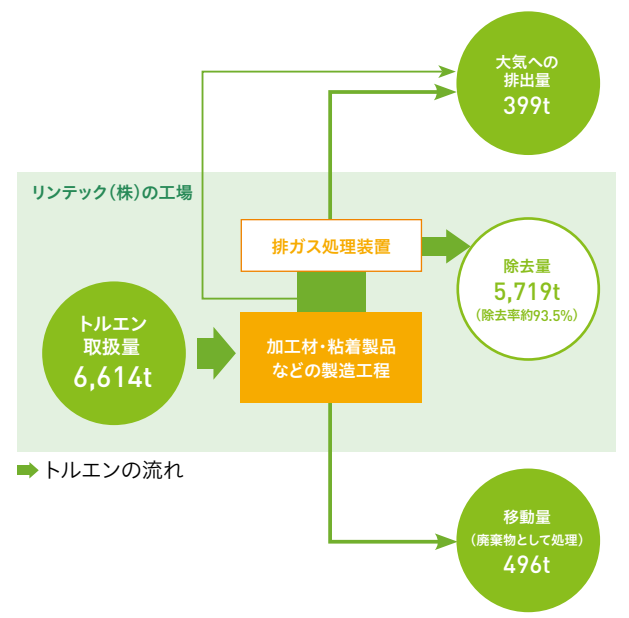 大気への
排出量
399t
リンテック（株）の工場
排ガス処理装置
除去量
5,719t
（除去率約93.5%）
トルエン
取扱量
6,614t
加工材・粘着製品
などの製造工程
トルエンの流れ
移動量
（廃棄物として処理）
496t